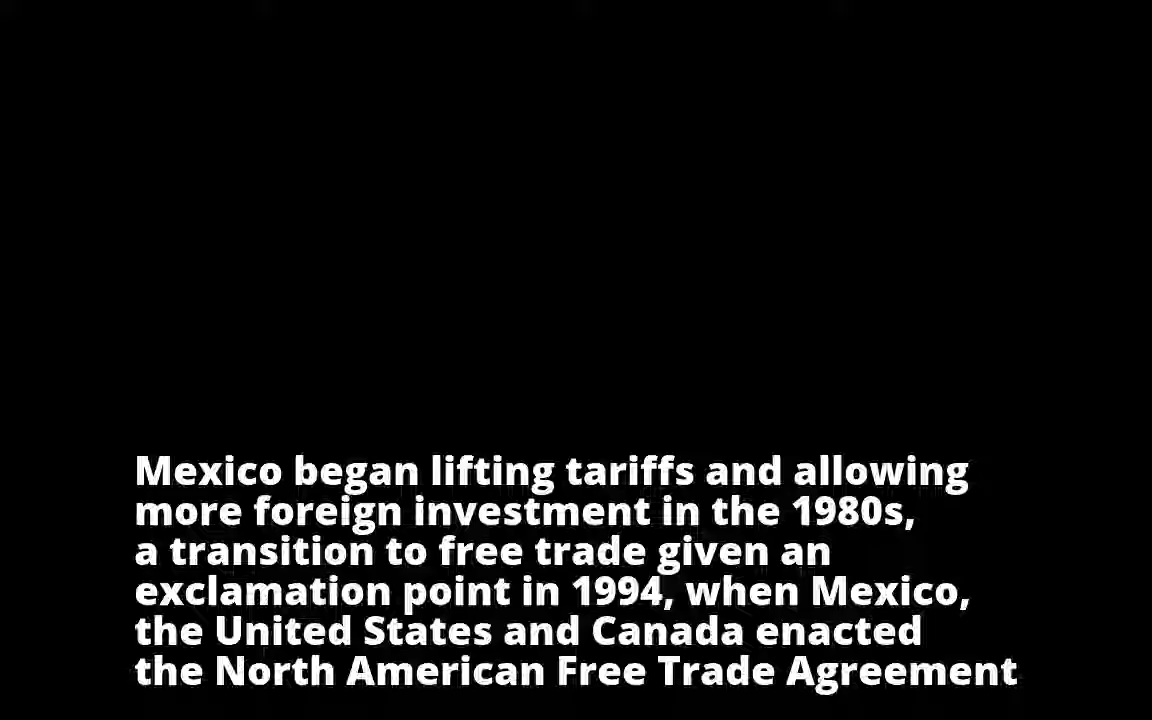 Mexico began lifting tariffs and allowing
more foreign investment in the 1980s,
a transition to free trade given an
exclamation point in 1994, when Mexico,
the United States and Canada enacted
the North American Free Trade Agreement